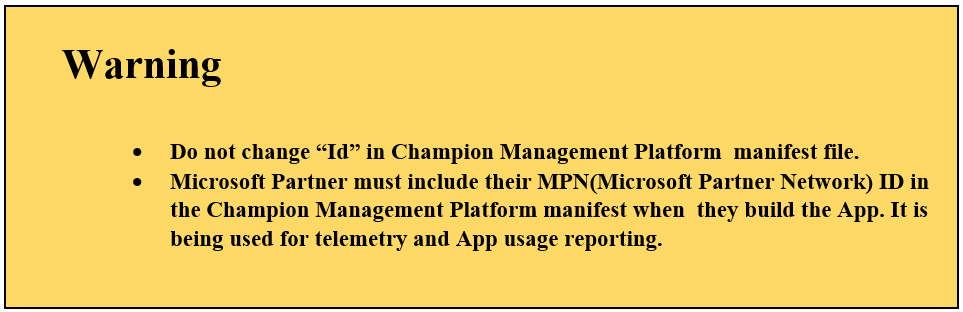 Warning
• Do not change “Id” in Champion Management Platform  manifest file.
• Microsoft Partner must include their MPN(Microsoft Partner Network) ID in
the Champion Management Platform manifest when  they build the App. It is
being used for telemetry and App usage reporting.